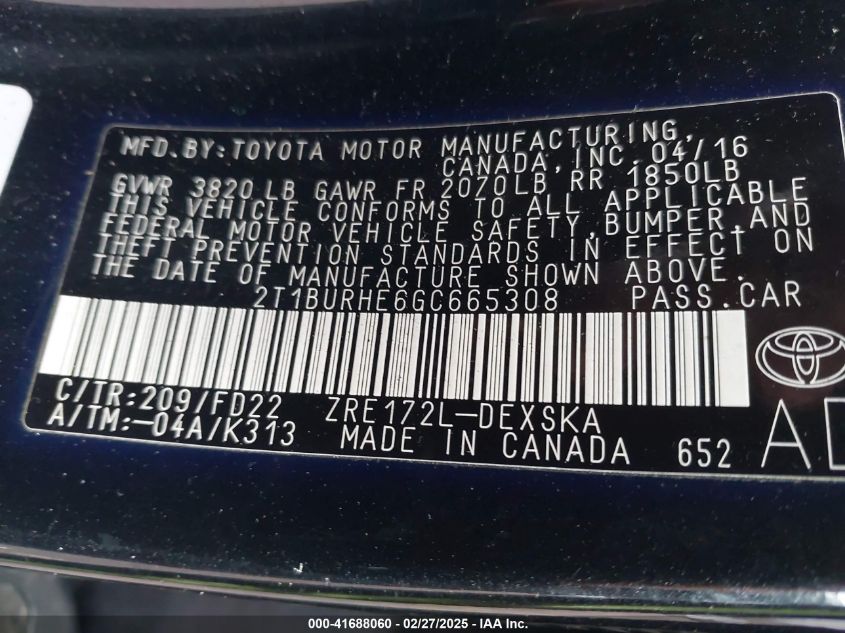 MFD.BY:TOYOTA MOTOR MANUFACTURING,
CANADA,INC. 04/16
GVWR 3820 LB GAWR FR 2070LB RR 1850LB
THIS VEHICLE CONFORMS TO ALL APPLICABLE
FEDERAL MOTOR VEHICLE SAFETY,BUMPER,AND
THEFT PREVENTION STANDARDS IN EFFECT ON
THE DATE OF MANUFACTURE SHOWN ABOVE.
2T1BURHE6GC665308 PASS.CAR
C/TR:209/FD22 ZRE172L-DEXSKA
A/TM:-04A/K313 MADE IN CANADA 652
000-41688060 - 02/27/2025 - IAAI.COM